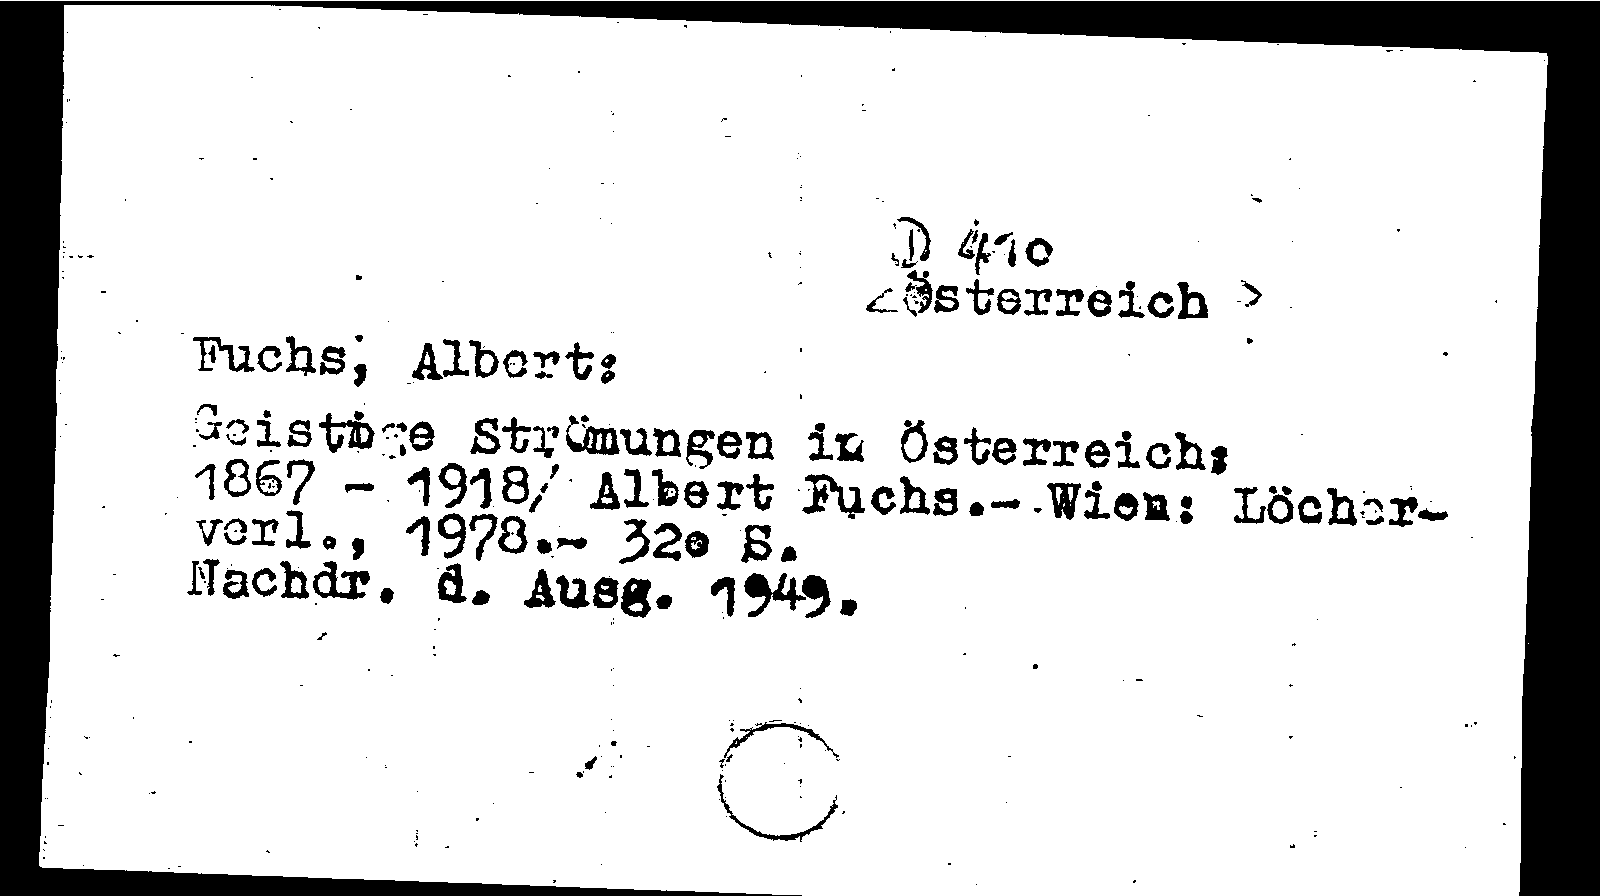 D 410
<Österreich >
Fuchs, Albert:
Geistige Strömungen in Österreich;
1867 - 1918/ Albert Fuchs.- Wien: Löcher-
verl., 1978.- 320 S.
Nachdr. d. Ausg. 1949.